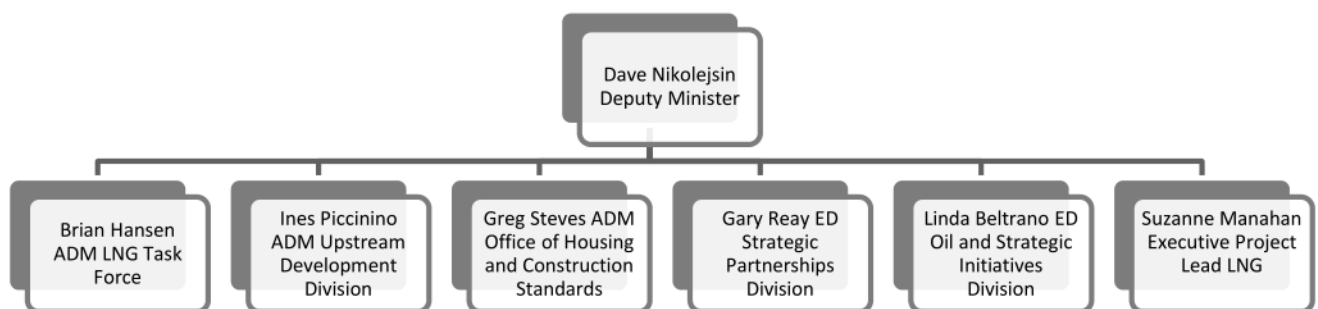 Dave Nikolejsin
Deputy Minister
Brian Hansen
ADM LNG Task
Force
Ines Piccinino
ADM Upstream
Development
Division
Greg Steves ADM
Office of Housing
and Construction
Standards
Gary Reay ED
Strategic
Partnerships
Division
Linda Beltrano ED
Oil and Strategic
Initiatives
Division
Suzanne Manahan
Executive Project
Lead LNG